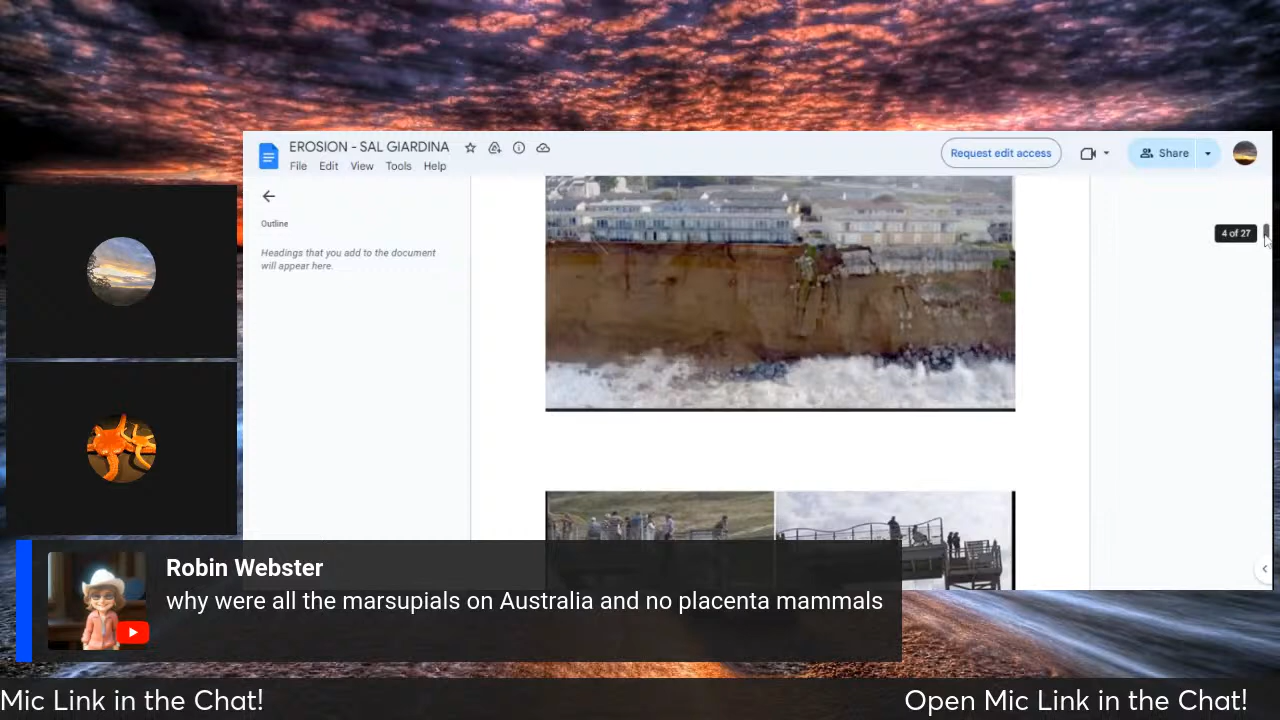 EROSION - SAL GIARDINA
File Edit View Tools Help
Request edit access
Share
Outline
Headings that you add to the document
will appear here.
4 of 27
Robin Webster
why were all the marsupials on Australia and no placenta mammals
Mic Link in the Chat!
Open Mic Link in the Chat!